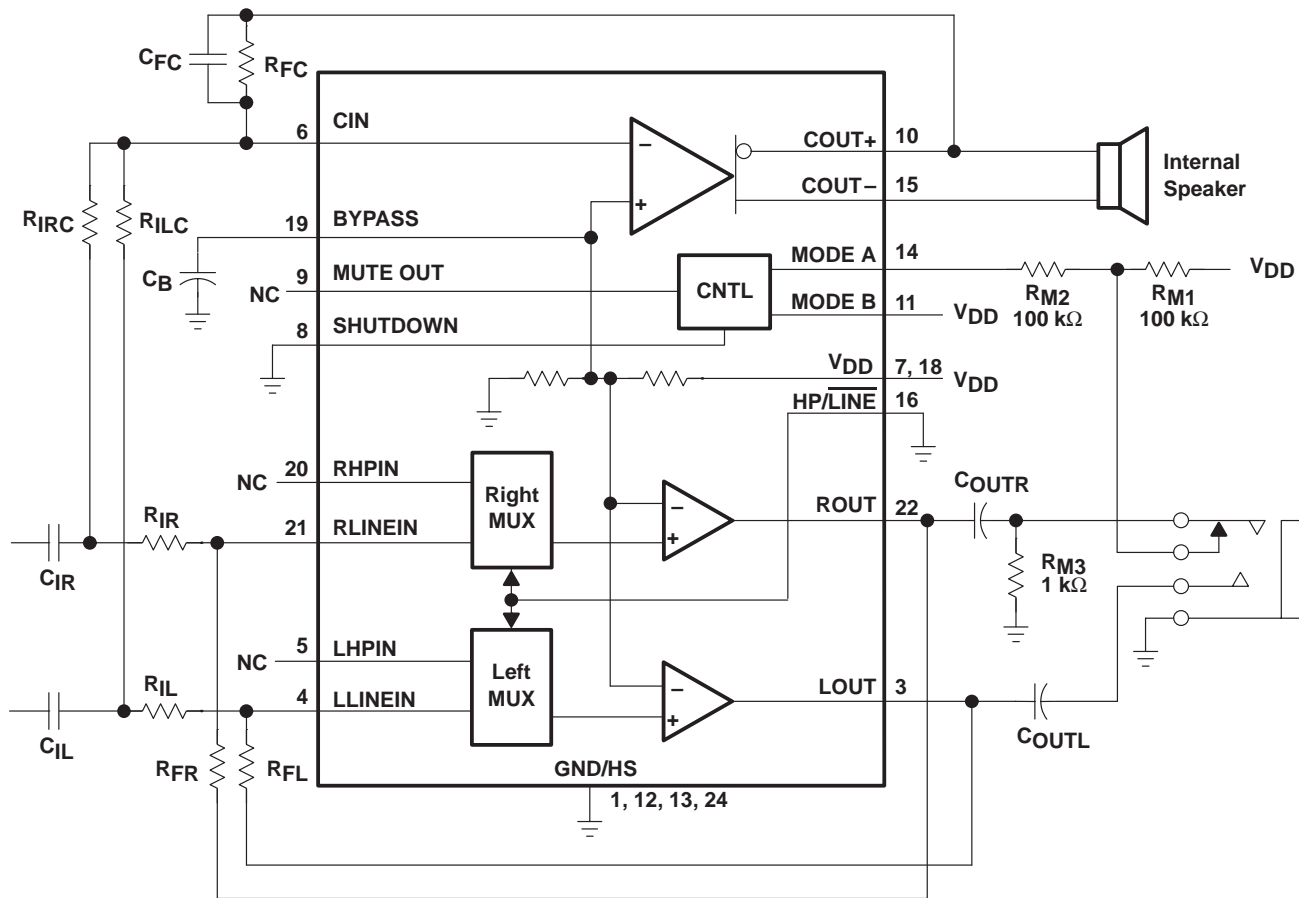 CFC
RFC
6
CIN
–
+
COUT+
10
COUT–
15
Internal
Speaker
RIRC
RILC
19
BYPASS
CB
NC
9
MUTE OUT
8
SHUTDOWN
CNTL
MODE A
14
MODE B
11
VDD
RM2
100 kΩ
RM1
100 kΩ
VDD
VDD
7, 18
VDD
HP/LINE
16
NC
20
RHPIN
21
RLINEIN
Right
MUX
–
+
ROUT
22
COUTR
RM3
1 kΩ
CIR
RIR
NC
5
LHPIN
4
LLINEIN
Left
MUX
–
+
LOUT
3
COUTL
CIL
RIL
RFR
RFL
GND/HS
1, 12, 13, 24